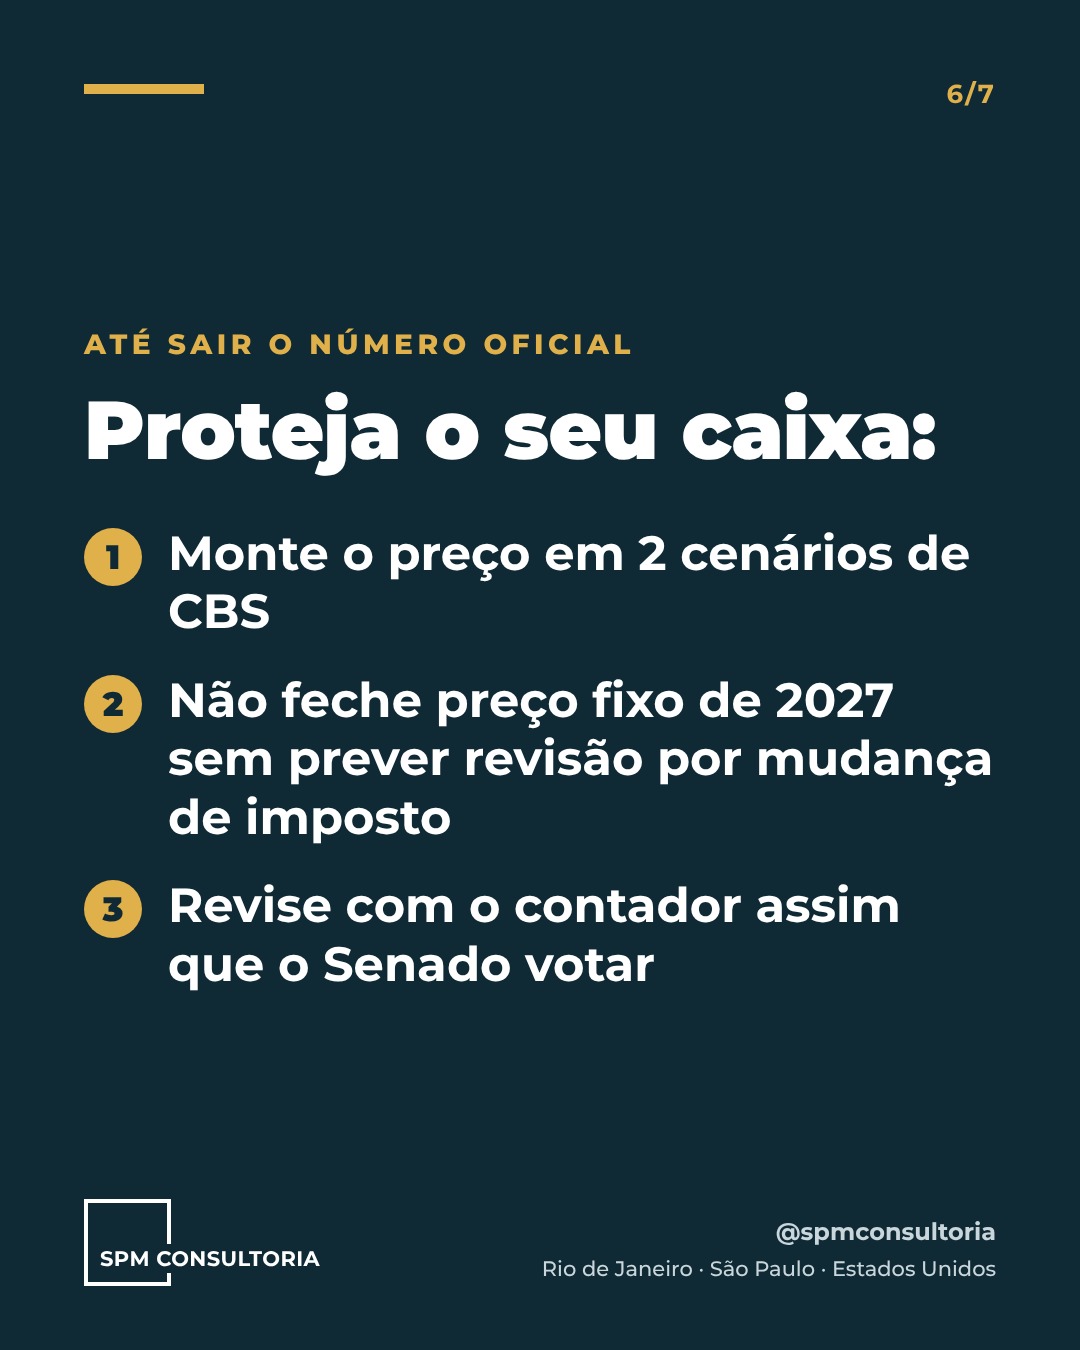 6/7
ATÉ SAIR O NÚMERO OFICIAL
Proteja o seu caixa:
1 Monte o preço em 2 cenários de
CBS
2 Não feche preço fixo de 2027
sem prever revisão por mudança
de imposto
3 Revise com o contador assim
que o Senado votar
SPM CONSULTORIA
@spmconsultoria
Rio de Janeiro · São Paulo · Estados Unidos